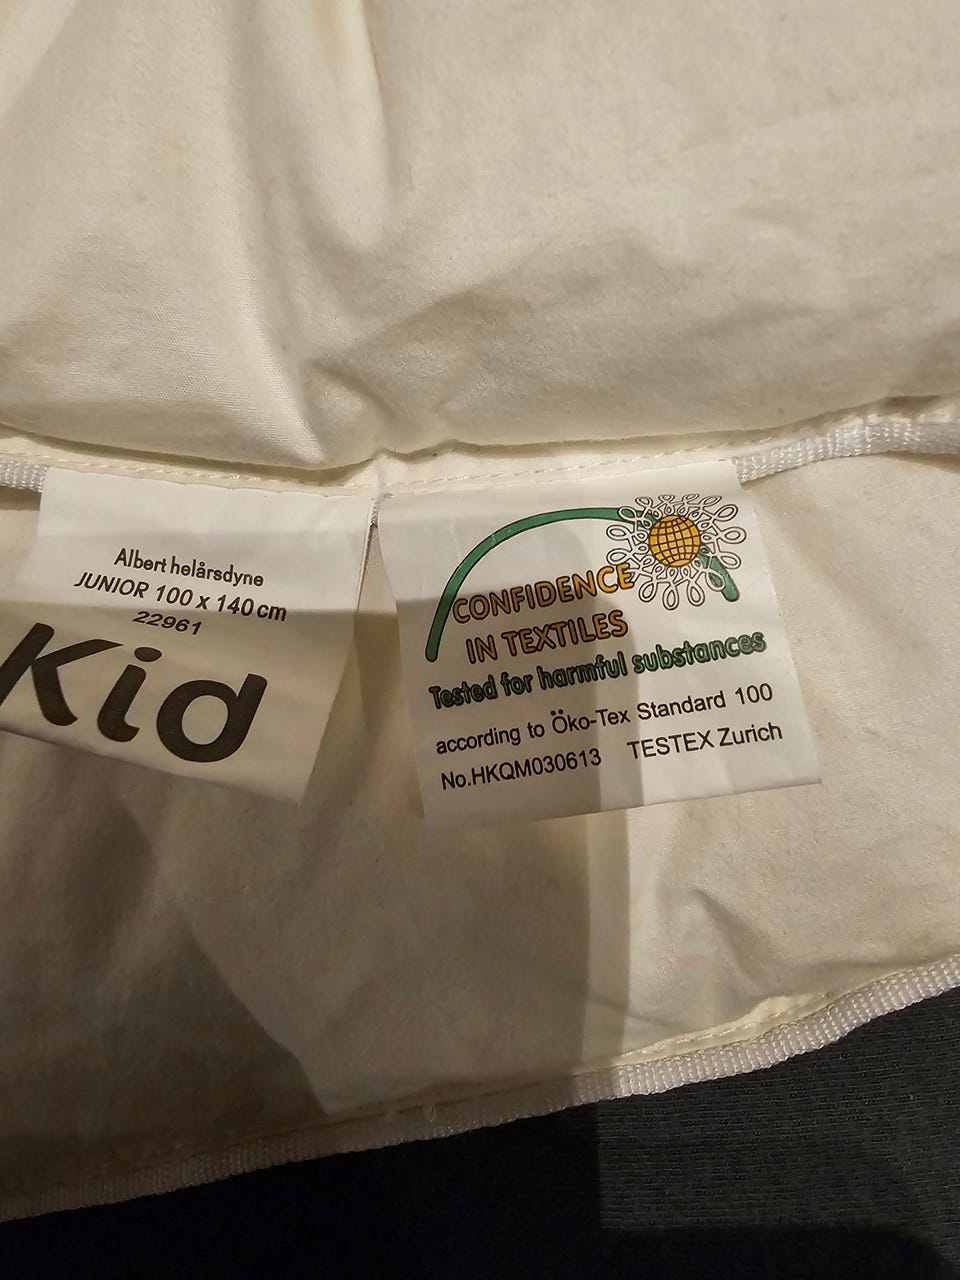 Albert helårsdyne
JUNIOR 100 x 140 cm
22961
Kid
CONFIDENCE
IN TEXTILES
Tested for harmful substances
according to Öko-Tex Standard 100
No.HKQM030613 TESTEX Zurich